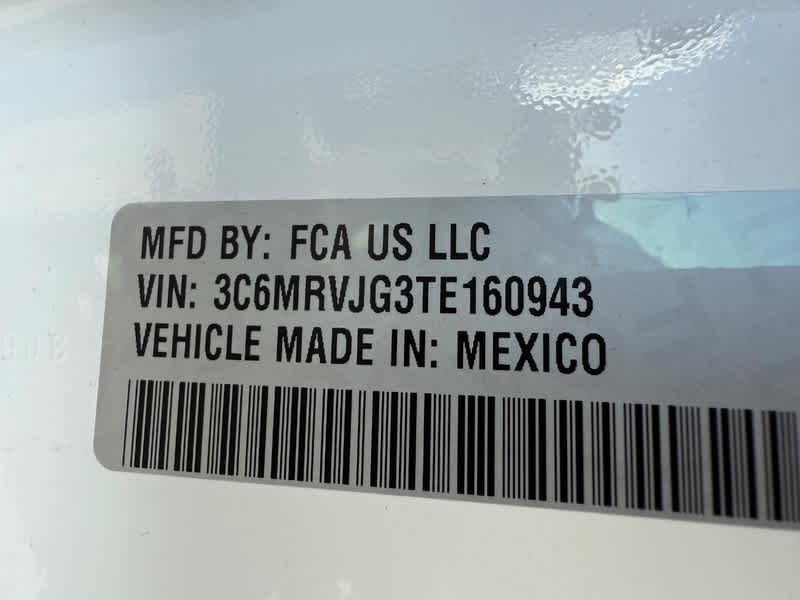 MFD BY: FCA US LLC
VIN: 3C6MRVJG3TE160943
VEHICLE MADE IN: MEXICO